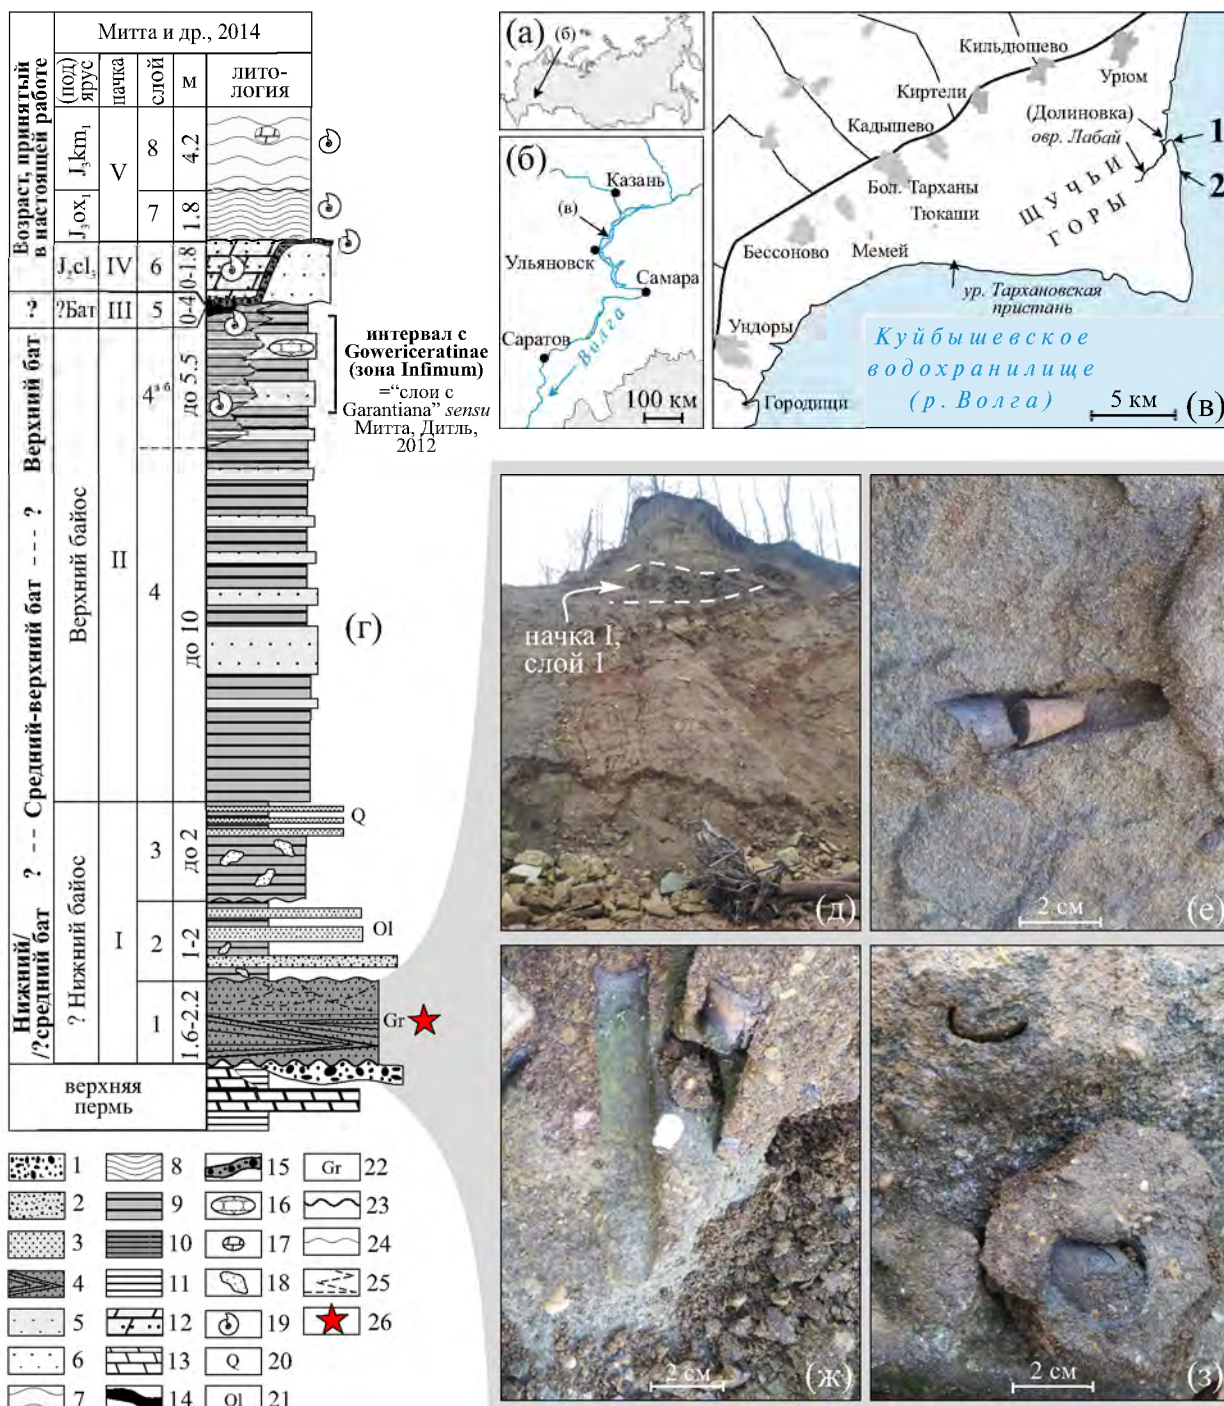 Митта и др., 2014
Возраст, принятый
в настоящей работе
(под)
ярус
пачка
слой
м
ЛИТО-
ЛОГИЯ
J₃km₁
V
8
4.2
J₃ox₁
7
1.8
J₂cl₃
IV
6
0-1.8
?
?Бат
III
5
0-4
Верхний бат
4ᵃ⁻ᵇ
до 5.5
интервал с
Gowericeratinae
(зона Infimum)
="слои с
Garantiana" sensu
Митта, Дитль,
2012
Средний-верхний бат --- ?
Верхний байос
II
4
до 10
(г)
Нижний/
/?средний бат ? --
? Нижний байос
I
3
до 2
Q
2
1-2
Ol
1
1.6-2.2
Gr
верхняя
пермь
1
8
15
Gr
22
2
9
16
23
3
10
17
24
4
11
18
25
5
12
19
26
6
13
Q
20
7
14
Ol
21
(а)
(б)
(б)
Казань
(в)
Ульяновск
Самара
Саратов
Волга
100 км
Кильдюшево
Урюм
Киртели
(Долиновка)
овр. Лабай
1
Кадышево
2
Бол. Тарханы
Тюкаши
ЩУЧЬИ
ГОРЫ
Бессоново
Мемей
ур. Тархановская
пристань
Ундоры
Куйбышевское
водохранилище
(р. Волга)
Городищи
5 км
(в)
пачка I,
слой 1
(д)
2 см
(е)
2 см
(ж)
2 см
(з)